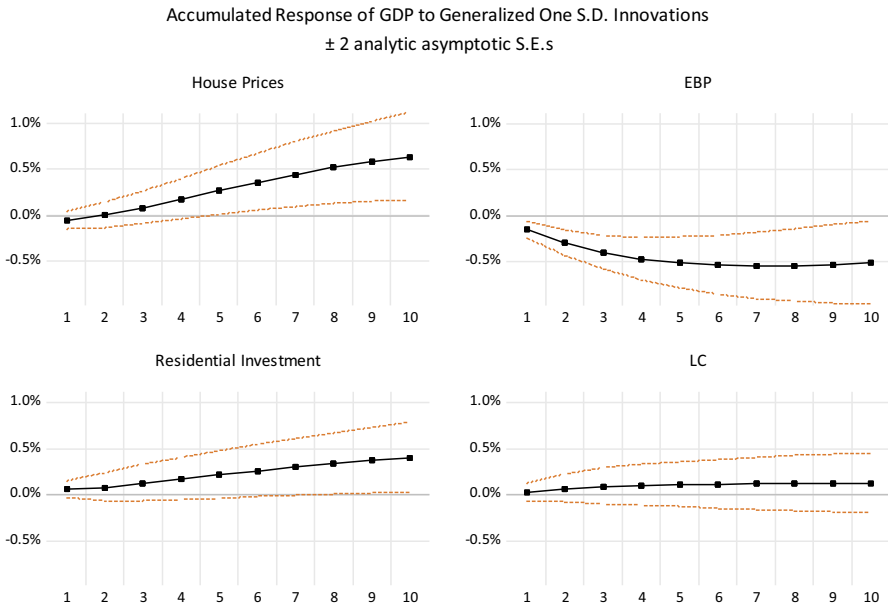 Accumulated Response of GDP to Generalized One S.D. Innovations
± 2 analytic asymptotic S.E.s
House Prices
1.0%
0.5%
0.0%
-0.5%
1 2 3 4 5 6 7 8 9 10
EBP
1.0%
0.5%
0.0%
-0.5%
1 2 3 4 5 6 7 8 9 10
Residential Investment
1.0%
0.5%
0.0%
-0.5%
1 2 3 4 5 6 7 8 9 10
LC
1.0%
0.5%
0.0%
-0.5%
1 2 3 4 5 6 7 8 9 10